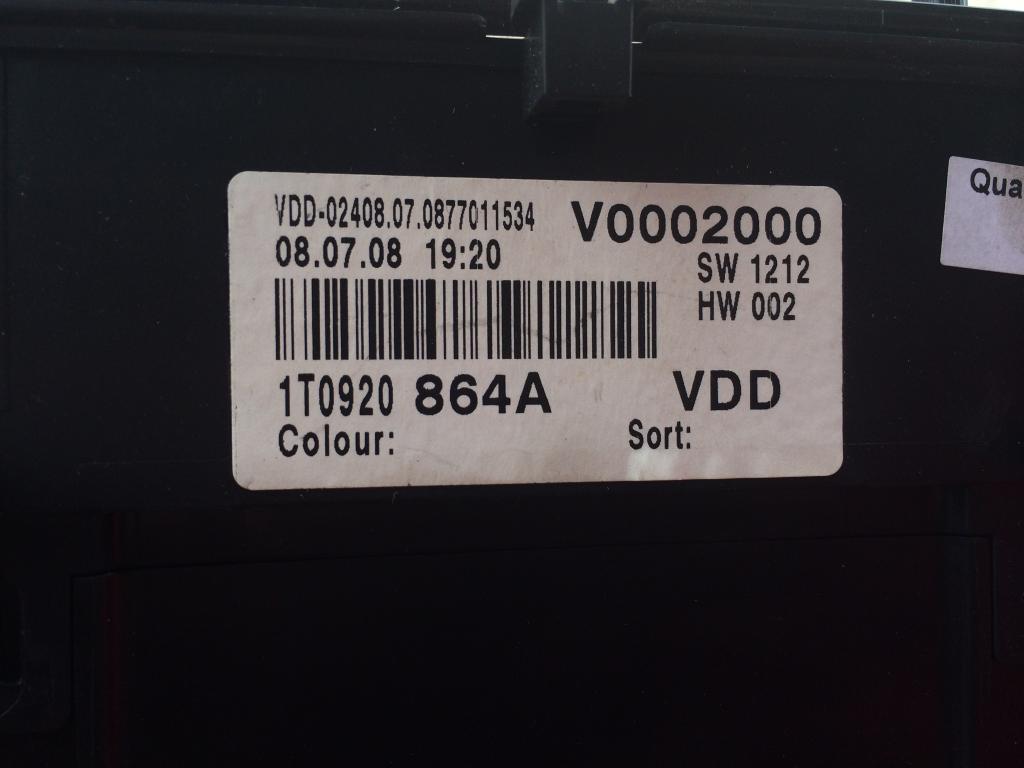 VDD-02408.07.0877011534 V0002000
08.07.08 19:20 SW 1212
HW 002
1T0920 864A VDD
Colour: Sort:
Qua